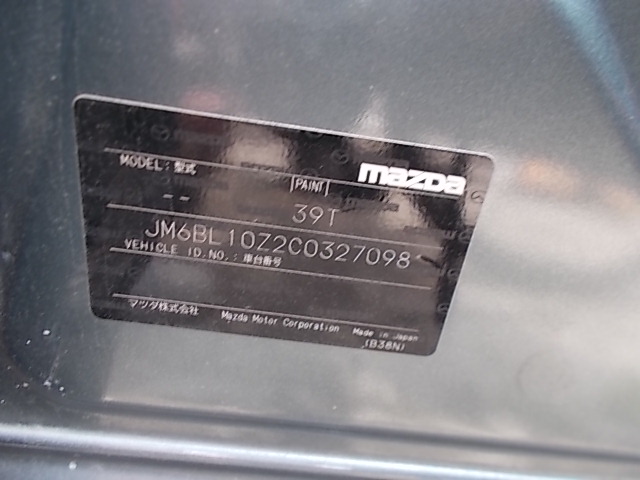 mazda
MODEL: 型式
PAINT
--
39T
JM6BL10Z2C0327098
VEHICLE ID.NO.: 車台番号
マツダ株式会社 Mazda Motor Corporation Made in Japan
(B38N)